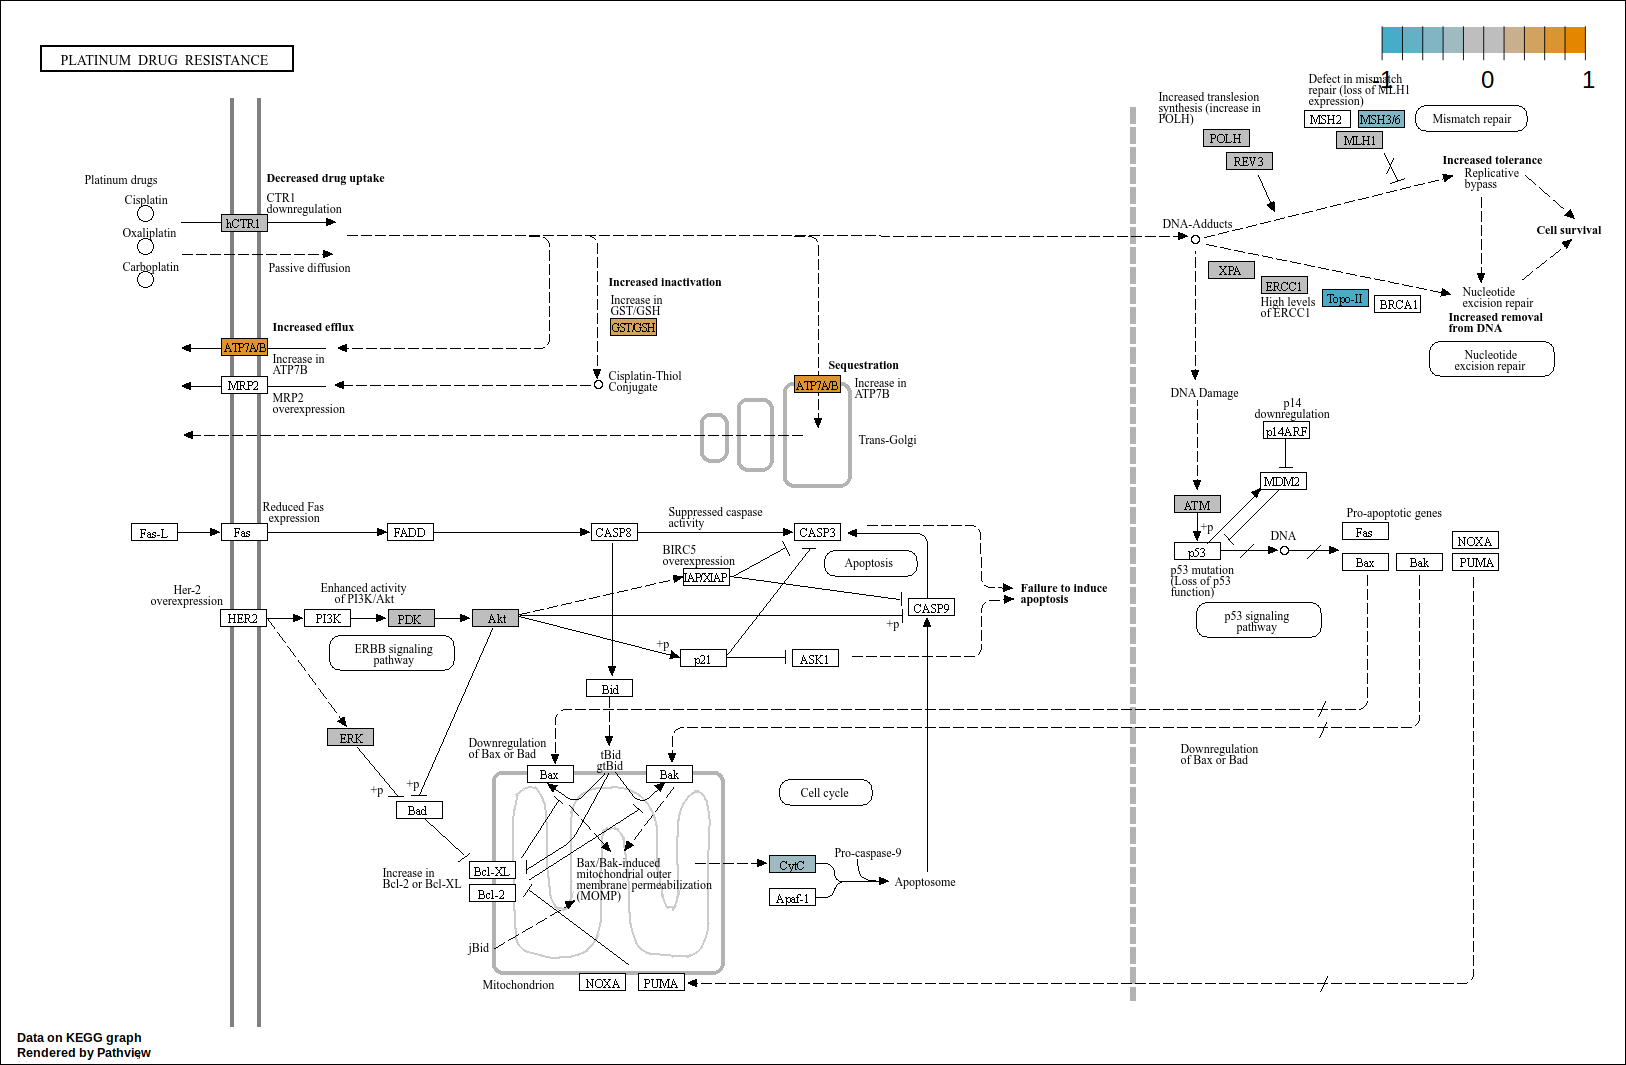 PLATINUM DRUG RESISTANCE
-1
0
1
Defect in mismatch
repair (loss of MLH1
expression)
Increased translesion
synthesis (increase in
POLH)
MSH2
MSH3/6
Mismatch repair
POLH
MLH1
REV3
Increased tolerance
Replicative
bypass
Platinum drugs
Decreased drug uptake
Cisplatin
CTR1
downregulation
hCTR1
DNA-Adducts
Oxaliplatin
Cell survival
Carboplatin
Passive diffusion
XPA
Increased inactivation
ERCC1
High levels
of ERCC1
Topo-II
BRCA1
Nucleotide
excision repair
Increased removal
from DNA
Increase in
GST/GSH
GST/GSH
Increased efflux
ATP7A/B
Increase in
ATP7B
Nucleotide
excision repair
Sequestration
MRP2
Cisplatin-Thiol
Conjugate
ATP7A/B
Increase in
ATP7B
MRP2
overexpression
DNA Damage
p14
downregulation
p14ARF
Trans-Golgi
MDM2
ATM
Reduced Fas
expression
Suppressed caspase
activity
Pro-apoptotic genes
Fas-L
Fas
FADD
CASP8
CASP3
+p
Fas
DNA
NOXA
p53
BIRC5
overexpression
Apoptosis
Bax
Bak
PUMA
p53 mutation
(Loss of p53
function)
IAP/XIAP
Her-2
overexpression
Enhanced activity
of PI3K/Akt
Failure to induce
apoptosis
CASP9
HER2
PI3K
PDK
Akt
+p
p53 signaling
pathway
ERBB signaling
pathway
+p
p21
ASK1
Bid
ERK
Downregulation
of Bax or Bad
tBid
gtBid
Downregulation
of Bax or Bad
Bax
Bak
+p
+p
Cell cycle
Bad
Pro-caspase-9
Increase in
Bcl-2 or Bcl-XL
Bcl-XL
Bax/Bak-induced
mitochondrial outer
membrane permeabilization
(MOMP)
CytC
Apoptosome
Bcl-2
Apaf-1
jBid
Mitochondrion
NOXA
PUMA
Data on KEGG graph
Rendered by Pathview